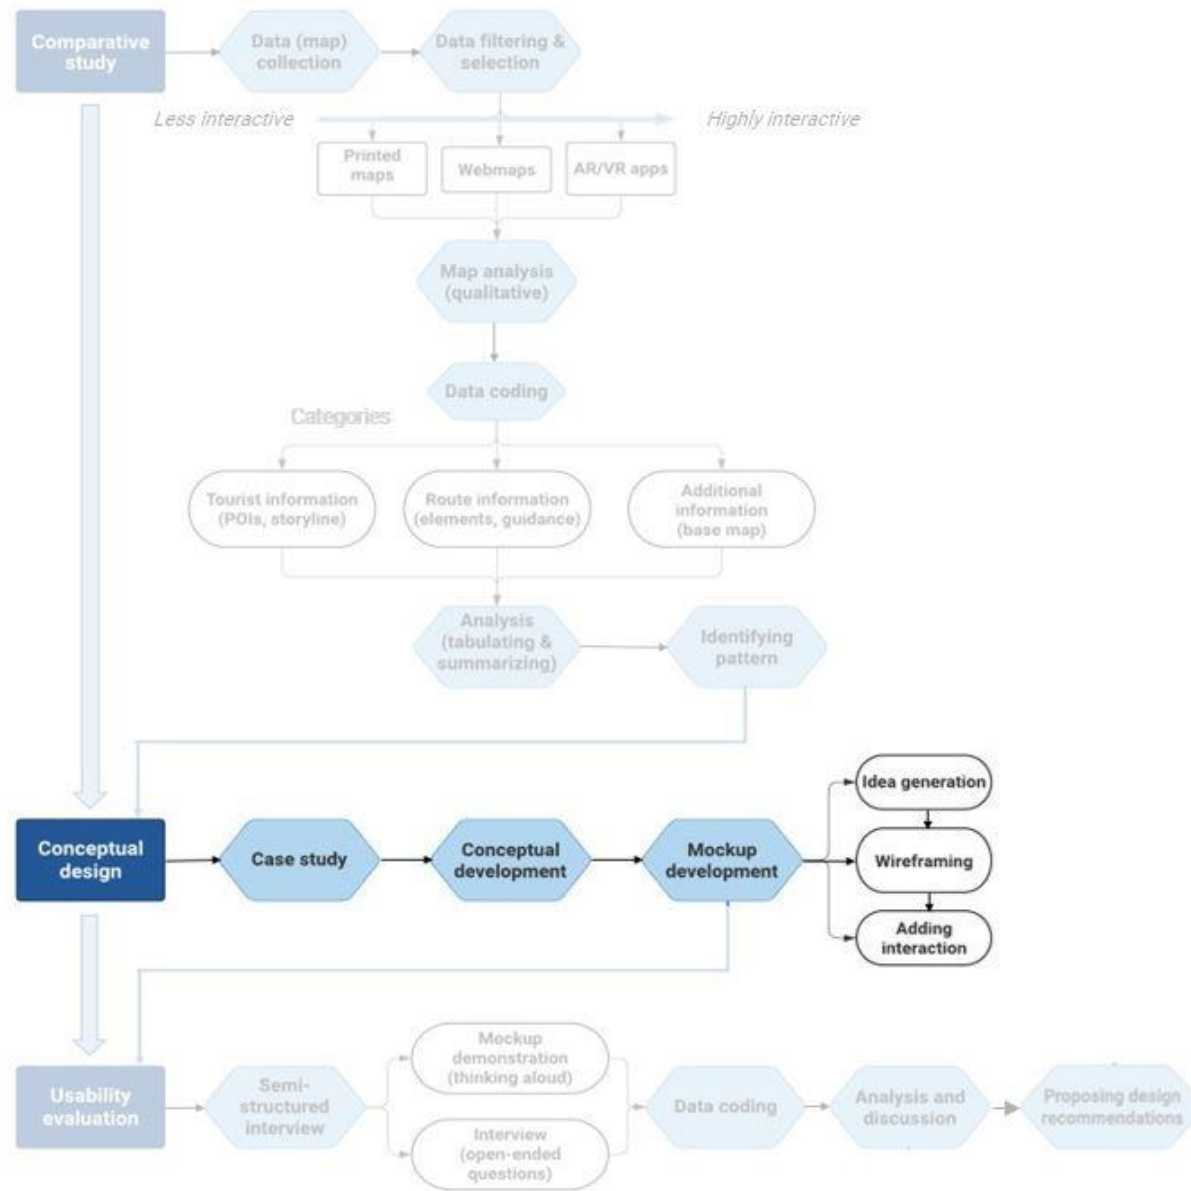 Comparative
study
Data (map)
collection
Data filtering &
selection
Less interactive
Highly interactive
Printed
maps
Webmaps
AR/VR apps
Map analysis
(qualitative)
Data coding
Categories
Tourist information
(POIs, storyline)
Route information
(elements, guidance)
Additional
information
(base map)
Analysis
(tabulating &
summarizing)
Identifying
pattern
Conceptual
design
Case study
Conceptual
development
Mockup
development
Idea generation
Wireframing
Adding
interaction
Usability
evaluation
Semi-
structured
interview
Mockup
demonstration
(thinking aloud)
Interview
(open-ended
questions)
Data coding
Analysis and
discussion
Proposing design
recommendations